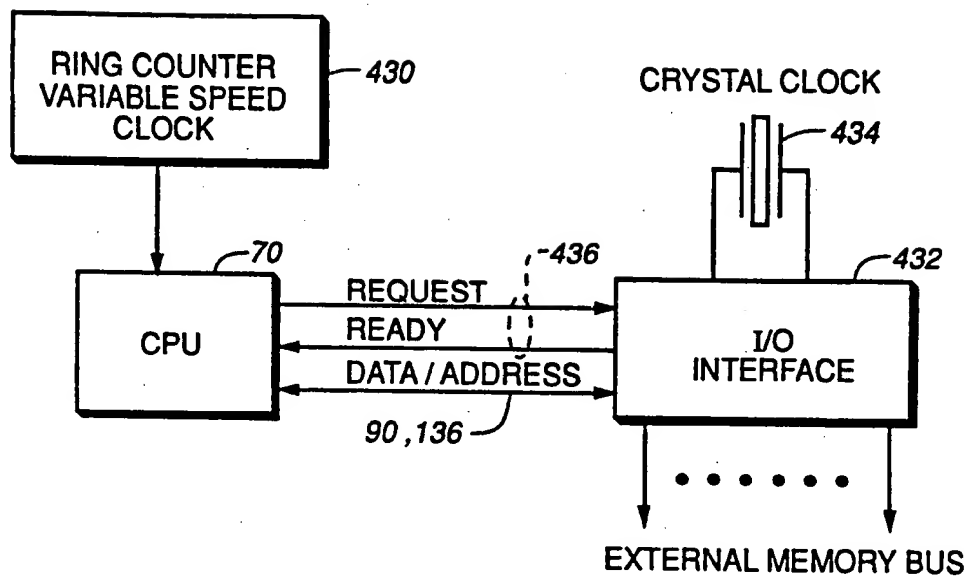 RING COUNTER
VARIABLE SPEED
CLOCK
430
CRYSTAL CLOCK
434
70
436
432
CPU
REQUEST
READY
DATA / ADDRESS
90 , 136
I/O
INTERFACE
EXTERNAL MEMORY BUS